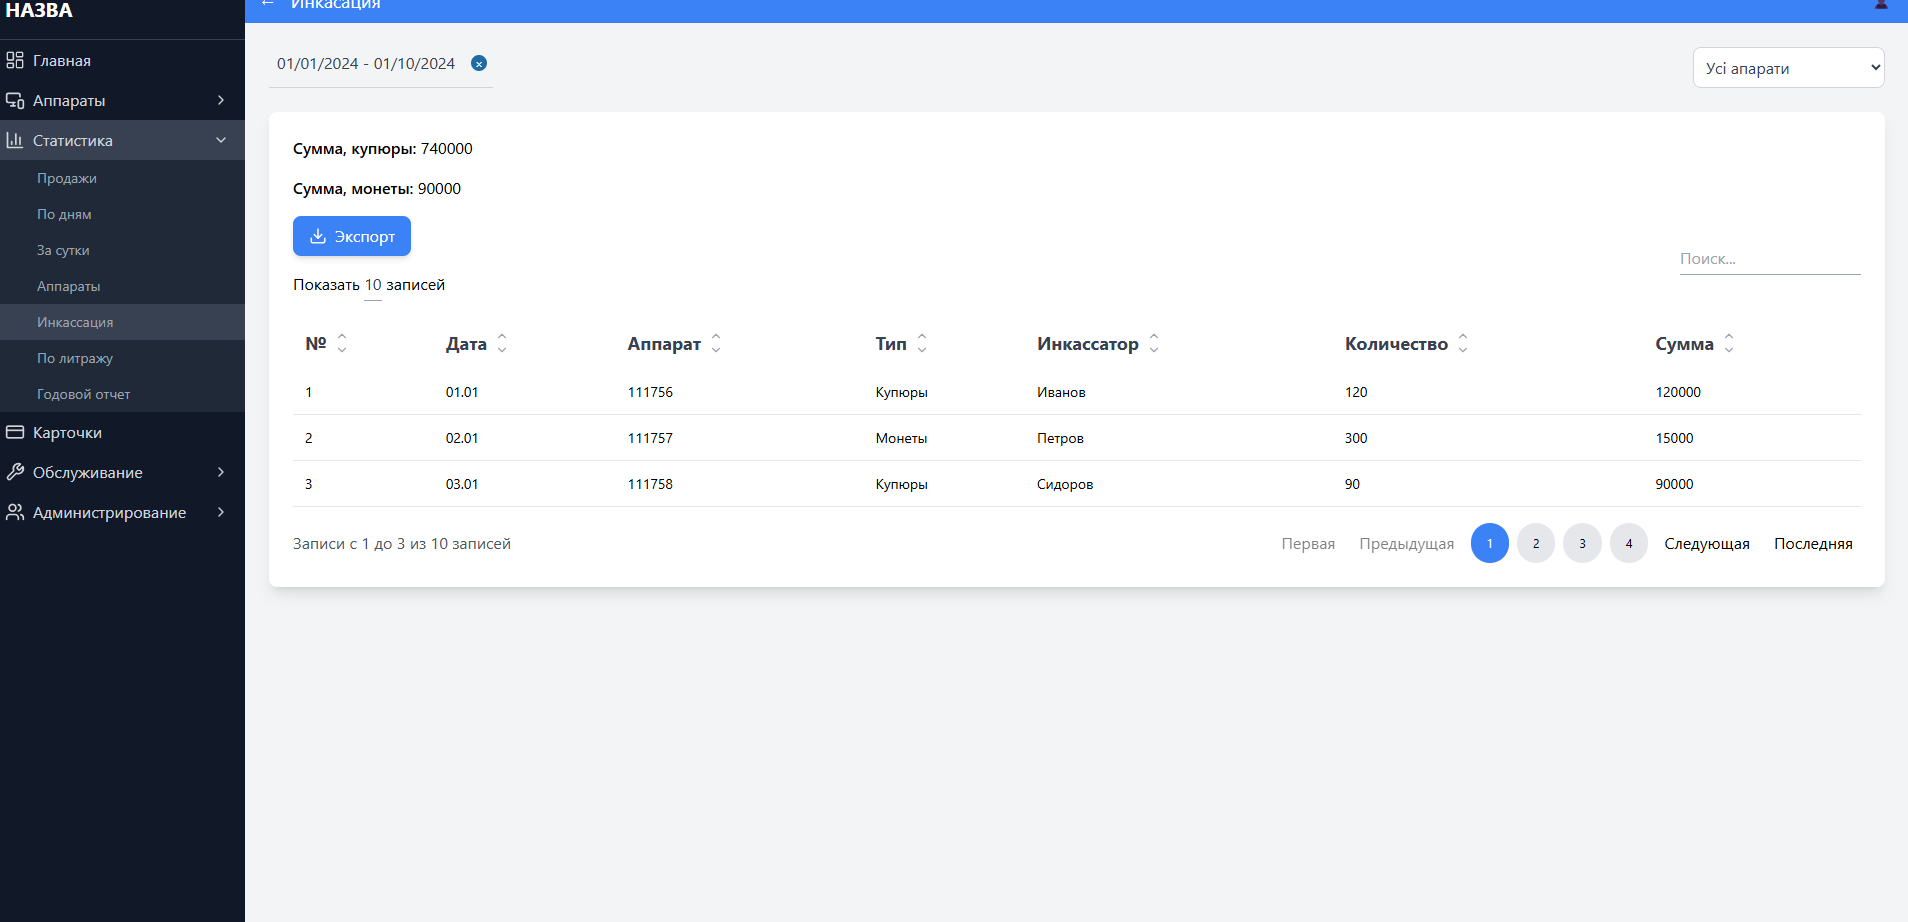 НАЗВА
Главная
Аппараты
Статистика
Продажи
По дням
За сутки
Аппараты
Инкассация
По литражу
Годовой отчет
Карточки
Обслуживание
Администрирование
← Инкасация
01/01/2024 - 01/10/2024
Усі апарати
Сумма, купюры: 740000
Сумма, монеты: 90000
Экспорт
Поиск...
Показать 10 записей
№ Дата Аппарат Тип Инкассатор Количество Сумма
1 01.01 111756 Купюры Иванов 120 120000
2 02.01 111757 Монеты Петров 300 15000
3 03.01 111758 Купюры Сидоров 90 90000
Записи с 1 до 3 из 10 записей
Первая Предыдущая 1 2 3 4 Следующая Последняя